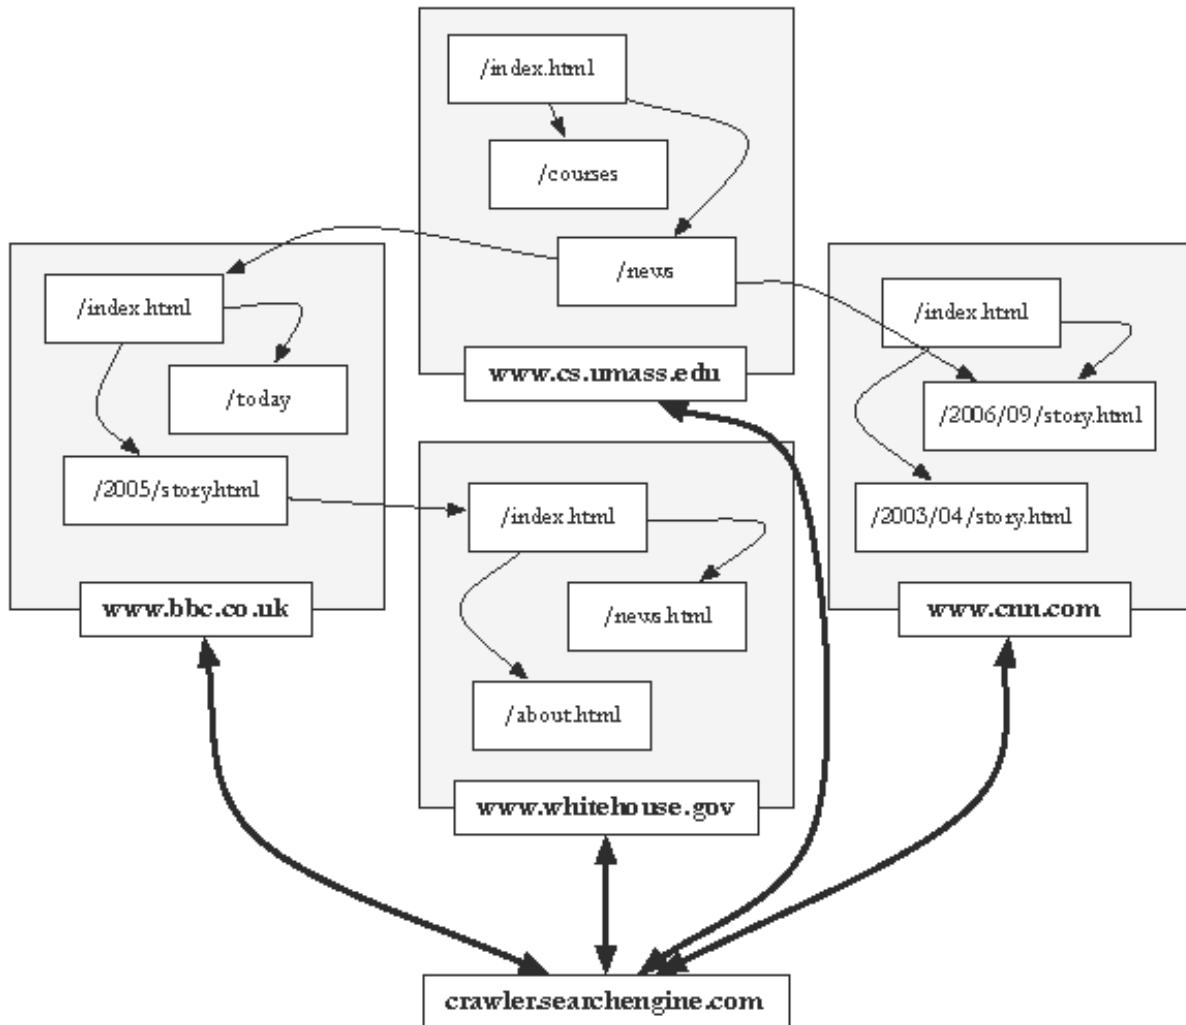 /index.html
/courses
/news
www.cs.umass.edu
/index.html
/today
/2005/story.html
www.bbc.co.uk
/index.html
/2006/09/story.html
/2003/04/story.html
www.cnn.com
/index.html
/news.html
/about.html
www.whitehouse.gov
crawler.searchengine.com